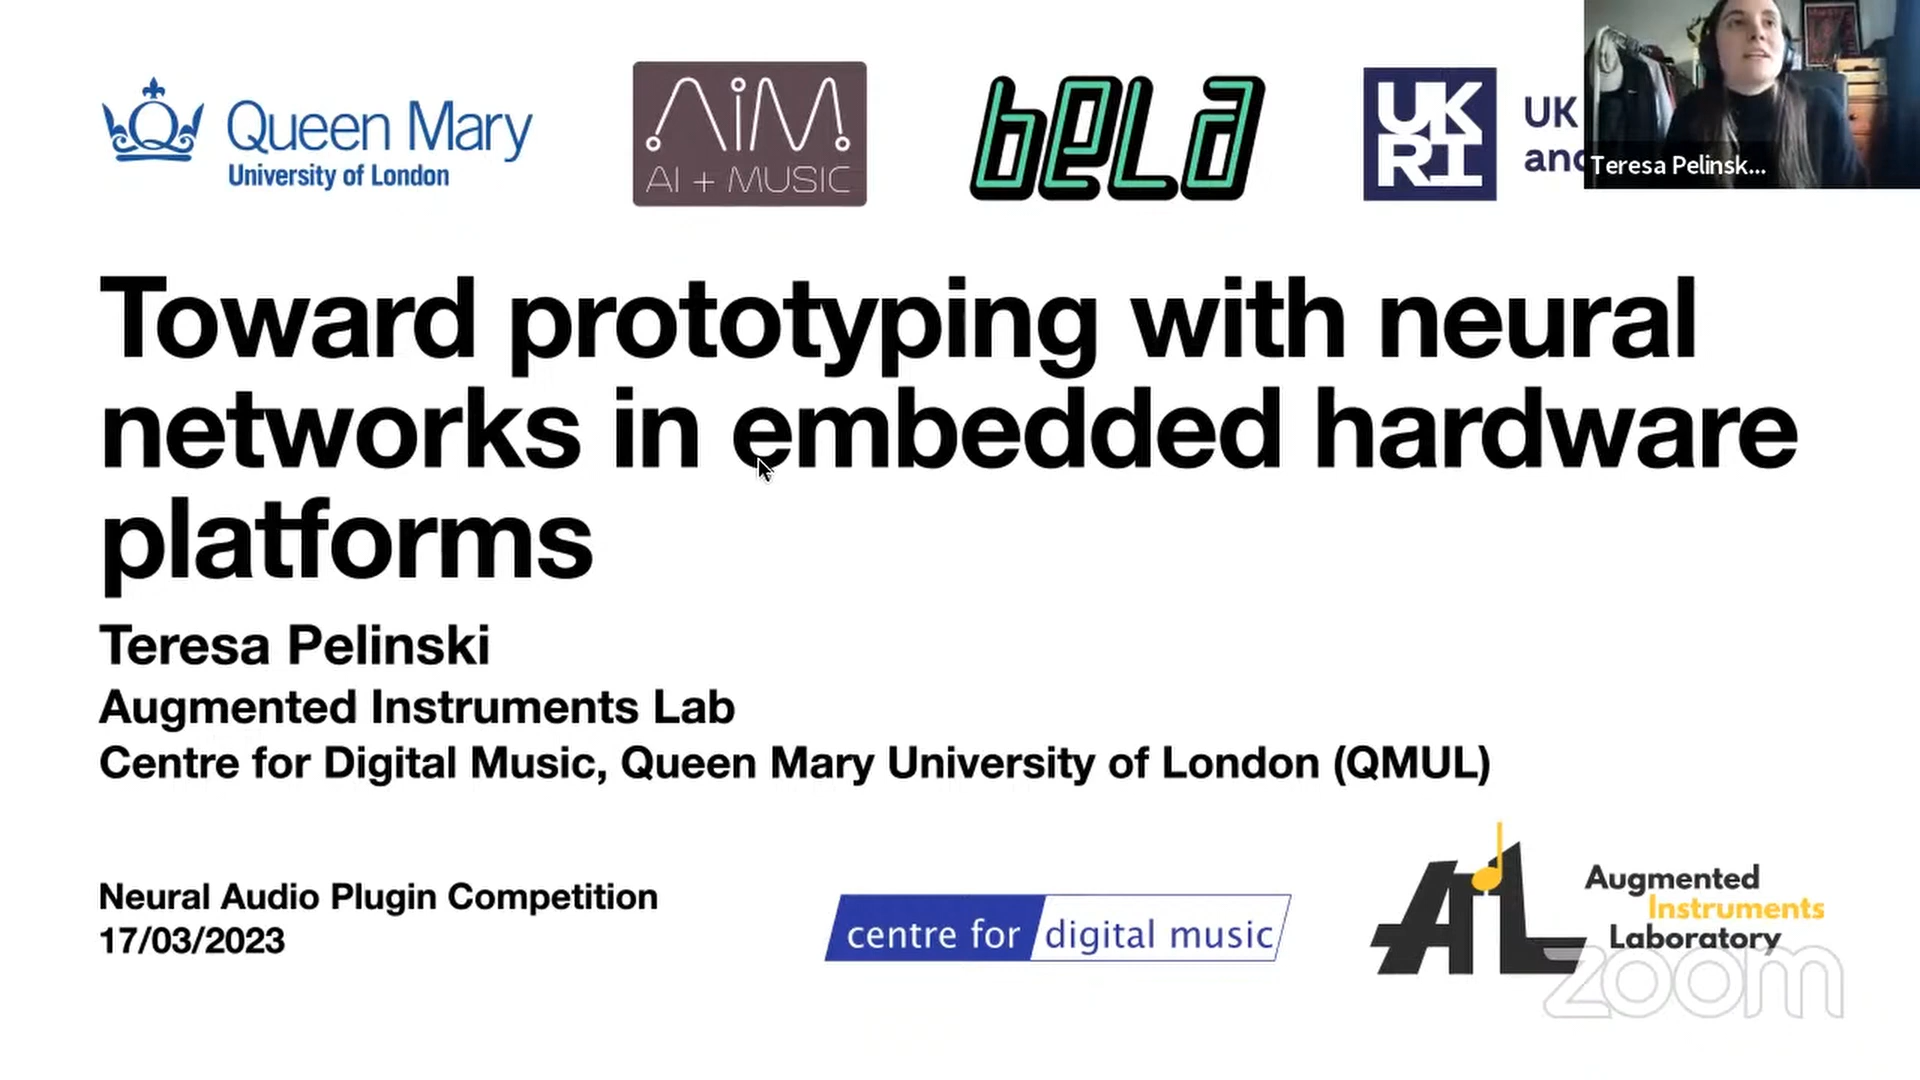 Queen Mary
University of London
AiM
AI + MUSIC
bela
UK
RI
UK
and
Teresa Pelinsk...
Toward prototyping with neural
networks in embedded hardware
platforms
Teresa Pelinski
Augmented Instruments Lab
Centre for Digital Music, Queen Mary University of London (QMUL)
Neural Audio Plugin Competition
17/03/2023
centre for digital music
AIL
Augmented
Instruments
Laboratory
zoom